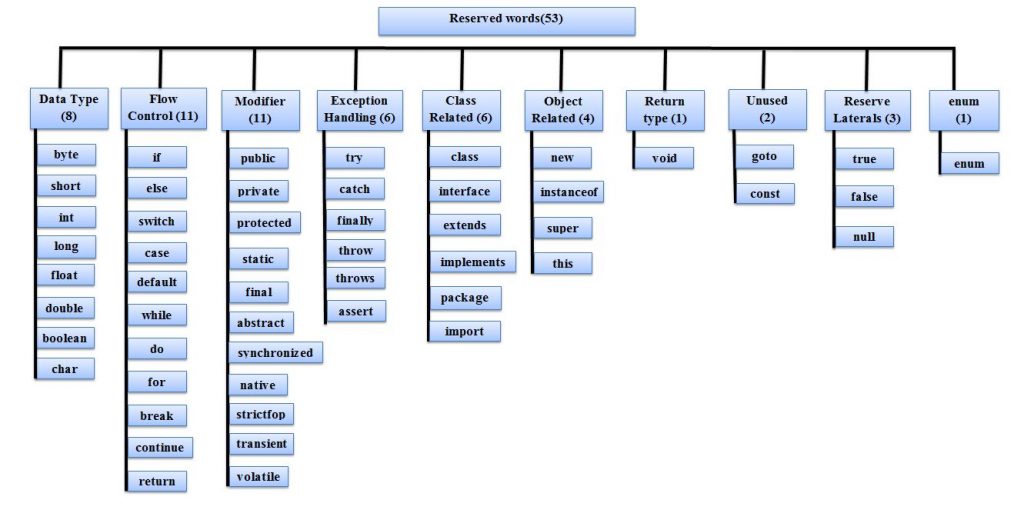 Reserved words(53)
Data Type
(8)
byte
short
int
long
float
double
boolean
char
Flow
Control (11)
if
else
switch
case
default
while
do
for
break
continue
return
Modifier
(11)
public
private
protected
static
final
abstract
synchronized
native
strictfop
transient
volatile
Exception
Handling (6)
try
catch
finally
throw
throws
assert
Class
Related (6)
class
interface
extends
implements
package
import
Object
Related (4)
new
instanceof
super
this
Return
type (1)
void
Unused
(2)
goto
const
Reserve
Laterals (3)
true
false
null
enum
(1)
enum